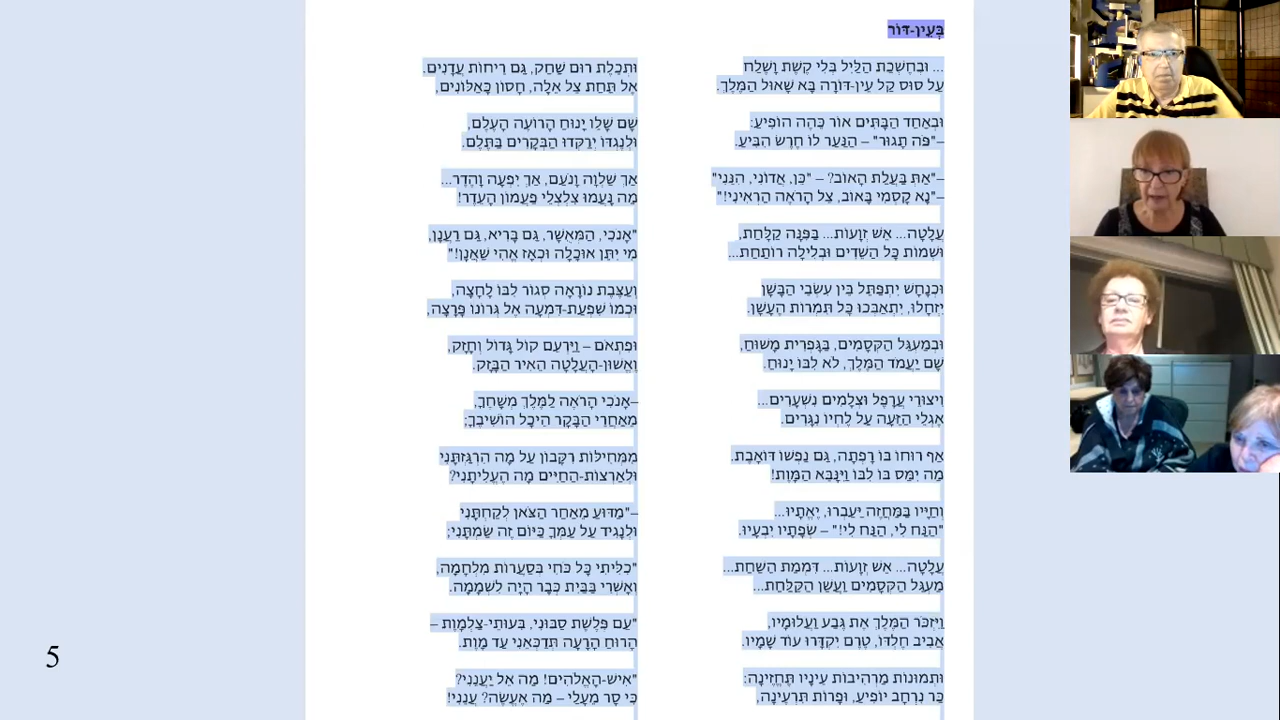 בְּעֵין-דּוֹר
... וּבְחֶשְׁכַת הַלַּיִל בְּלִי קֶשֶׁת וָשֶׁלַח
עַל סוּס קַל עֵין-דּוֹרָה בָּא שָׁאוּל הַמֶּלֶךְ.
וּבְאַחַד הַבָּתִּים אוֹר כֵּהֶה הוֹפִיעַ:
–"פֹּה תָגוּר" – הַנַּעַר לוֹ חֶרֶשׁ הִבִּיעַ.
–"אַתְּ בַּעֲלַת הָאוֹב? – "כֵּן, אֲדוֹנִי, הִנֵּנִי"
–"נָא קָסֳמִי בָּאוֹב, צֵל הָרֹאֶה הַרְאִינִי!"
עֲלָטָה... אֵשׁ זְוָעוֹת... בַּפִּנָּה קַלַּחַת,
וּשְׁמוֹת כָּל הַשֵּׁדִים וּבְלִילָה רוֹתַחַת...
וּכְנָחָשׁ יִתְפַּתֵּל בֵּין עִשְׂבֵי הַבָּשָׁן
יִזְחֲלוּ, יִתְאַבְּכוּ כָּל תִּמְרוֹת הֶעָשָׁן.
וּבְמַעְגַּל הַקְּסָמִים, בְּגָפְרִית מָשׁוּחַ,
שָׁם יַעֲמֹד הַמֶּלֶךְ, לֹא לִבּוֹ יָנוּחַ.
וִיצוּרֵי עֲרָפֶל וּצְלָמִים נִשְׂעָרִים...
אֶגְלֵי הַזֵּעָה עַל לְחָיָו נִגָּרִים.
אַף רוּחוֹ בּוֹ רָפְתָה, גַּם נַפְשׁוֹ דּוֹאֶבֶת.
מַה יִּמַּס בּוֹ לִבּוֹ וַיְנַבֵּא הַמָּוֶת!
וְחַיָּיו בַּמַּחֲזֶה יַעַבְרוּ, יֶאֱתָיוּ...
"הַנַּח לִי, הַנַּח לִי!" – שְׂפָתָיו יִבְעָיוּ.
עֲלָטָה... אֵשׁ זְוָעוֹת... דִּמְמַת הַשַּׁחַת...
מַעְגַּל הַקְּסָמִים וַעֲשַׁן הַקַּלַּחַת...
וַיִּזְכֹּר הַמֶּלֶךְ אֶת גֶּבַע וַעֲלוּמָיו,
אֲבִיב חֶלְדּוֹ, טֶרֶם יִקְדְּרוּ עוֹד שָׁמָיו.
וּתְמוּנוֹת מַרְהִיבוֹת עֵינָיו תֶּחֱזֶינָה:
כַּר נִרְחָב יוֹפִיעַ, וּפָרוֹת תִּרְעֶינָה,
וּתְכֵלֶת רוּם שַׁחַק, גַּם רֵיחוֹת עֲדָנִים.
אֶל תַּחַת צֵל אֵלָה, חָסוֹן כָּאַלּוֹנִים,
שָׁם שָׁלֵו יָנוּחַ הָרוֹעֶה הָעֶלֶם,
וּלְנֶגְדּוֹ יְרַקְּדוּ הַבְּקָרִים בַּתֶּלֶם.
אַךְ שַׁלְוָה וָנֹעַם, אַךְ יִפְעָה וָהֶדֶר...
מַה נָּעֲמוּ צִלְצְלֵי פַּעֲמוֹן הָעֵדֶר!
"אָנֹכִי, הַמְּאֻשָּׁר, גַּם בָּרִיא, גַּם רַעֲנָן,
מִי יִתֵּן אוּכָלָה וּכְאָז אֱהִי שַׁאֲנָן!"
וְעַצֶּבֶת נוֹרָאָה סְגוֹר לִבּוֹ לָחָצָה,
וּכְמוֹ שִׁפְעַת-דִּמְעָה אֶל גְּרוֹנוֹ פָּרָצָה,
וּפִתְאֹם – וַיִּרְעַם קוֹל גָּדוֹל וְחָזָק,
וֶאֱשׁוּן-הָעֲלָטָה הֵאִיר הַבָּזָק.
–אָנֹכִי הָרֹאֶה לַמֶּלֶךְ מְשָׁחֲךָ,
מֵאַחֲרֵי הַבָּקָר הֵיכָל הוֹשִׁיבְךָ;
מִמְּחִילוֹת רִקָּבוֹן עַל מֶה הִרְגַּזְתָּנִי
וּלְאַרְצוֹת-הַחַיִּים מָה הֶעֱלִיתָנִי?
–"מַדּוּעַ מֵאַחַר הַצֹּאן לְקַחְתָּנִי
וּלְנָגִיד עַל עַמְּךָ כַּיּוֹם זֶה שַׂמְתָּנִי;
"כִּלִּיתִי כָּל כֹּחִי בְּסַעֲרוֹת מִלְחָמָה,
וְאָשְׁרִי בַּבַּיִת כְּבָר הָיָה לִשְׁמָמָה.
"עַם פְּלֶשֶׁת סַבּוּנִי, בִּעוּתֵי-צַלְמָוֶת –
הָרוּחַ הָרָעָה תְּדַכְּאֵנִי עַד מָוֶת.
"אִישׁ-הָאֱלֹהִים! מַה אֵל יַעֲנֵנִי?
כִּי סָר מֵעָלַי – מָה אֶעֱשֶׂה? עֲנֵנִי!
5